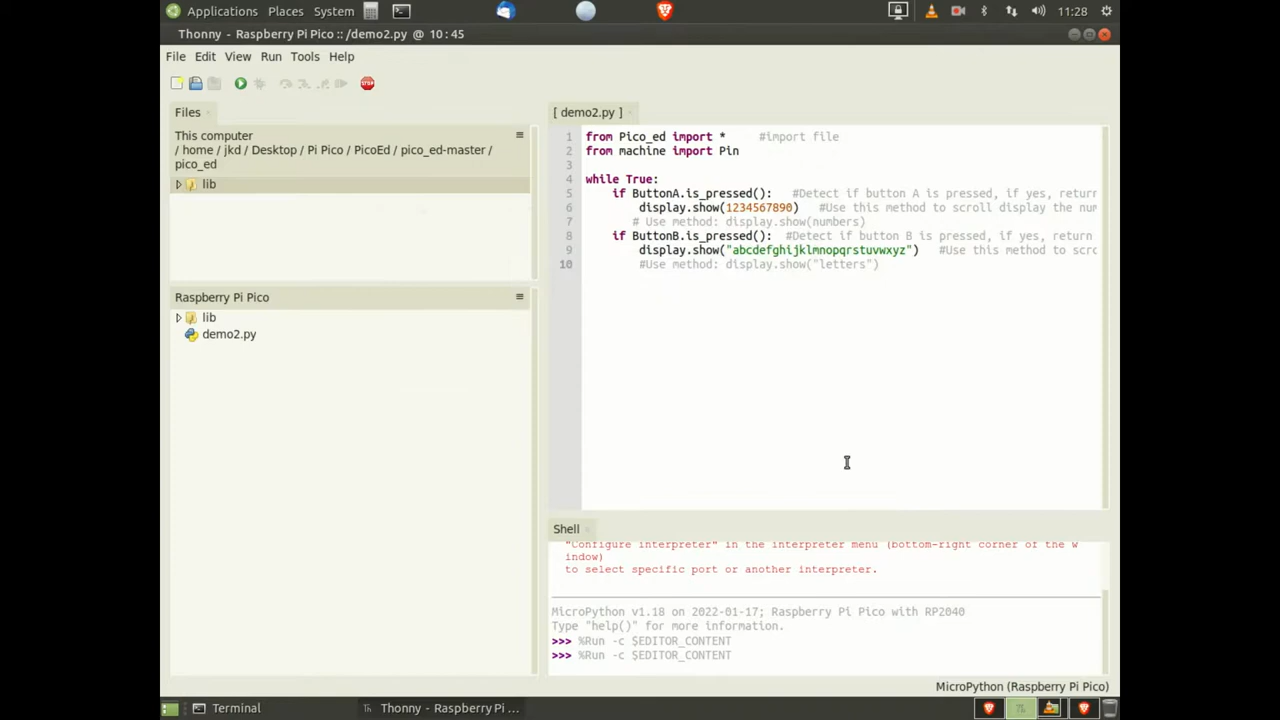 Applications Places System 11:28
Thonny - Raspberry Pi Pico :: /demo2.py @ 10:45
File Edit View Run Tools Help
STOP
Files
This computer
/ home / jkd / Desktop / Pi Pico / PicoEd / pico_ed-master /
pico_ed
lib
Raspberry Pi Pico
lib
demo2.py
[ demo2.py ]
1 from Pico_ed import * #import file
2 from machine import Pin
3
4 while True:
5 if ButtonA.is_pressed(): #Detect if button A is pressed, if yes, return
6 display.show(1234567890) #Use this method to scroll display the num
7 # Use method: display.show(numbers)
8 if ButtonB.is_pressed(): #Detect if button B is pressed, if yes, return
9 display.show("abcdefghijklmnopqrstuvwxyz") #Use this method to scro
10 #Use method: display.show("letters")
Shell
"Configure interpreter" in the interpreter menu (bottom-right corner of the w
indow)
to select specific port or another interpreter.
MicroPython v1.18 on 2022-01-17; Raspberry Pi Pico with RP2040
Type "help()" for more information.
>>> %Run -c $EDITOR_CONTENT
>>> %Run -c $EDITOR_CONTENT
MicroPython (Raspberry Pi Pico)
Terminal Thonny - Raspberry Pi ...